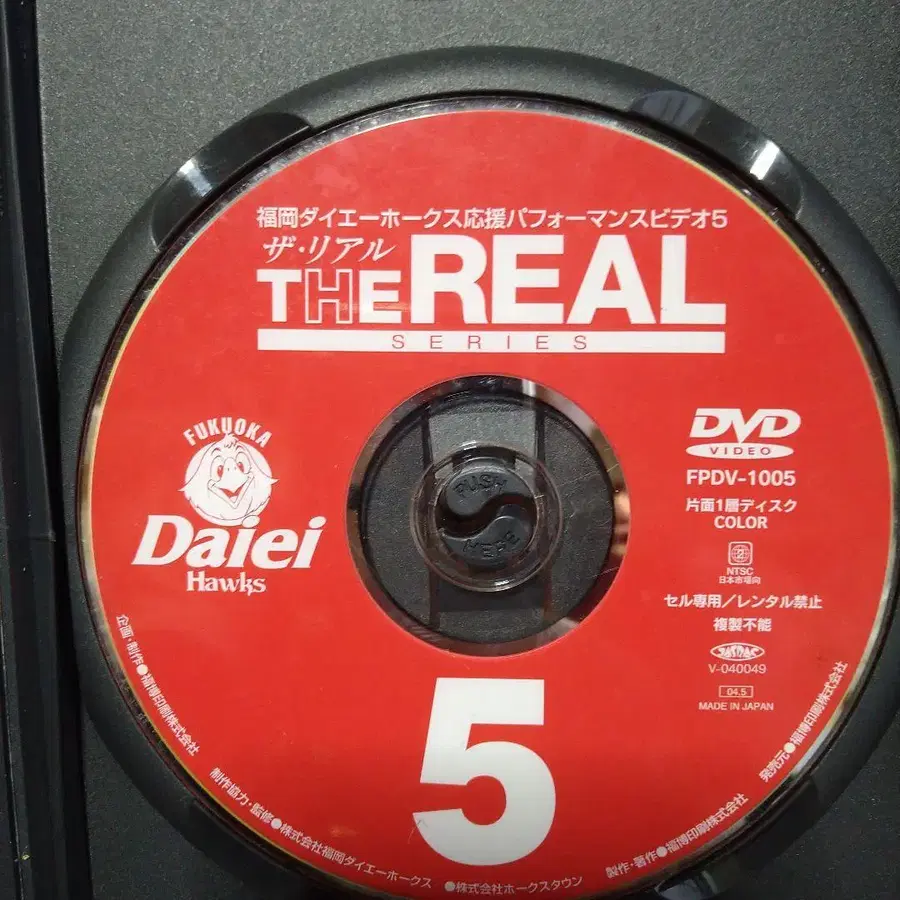 福岡ダイエーホークス応援パフォーマンスビデオ5
ザ・リアル
THE REAL
SERIES
FUKUOKA
Daiei
Hawks
DVD
VIDEO
FPDV-1005
片面1層ディスク
COLOR
2
NTSC
日本市場向
セル専用／レンタル禁止
複製不能
JASRAC
V-040049
04.5
MADE IN JAPAN
PUSH
HERE
5
企画・制作●福博印刷株式会社
制作協力・監修●株式会社福岡ダイエーホークス ●株式会社ホークスタウン
製作・著作●福博印刷株式会社
発売元●福博印刷株式会社